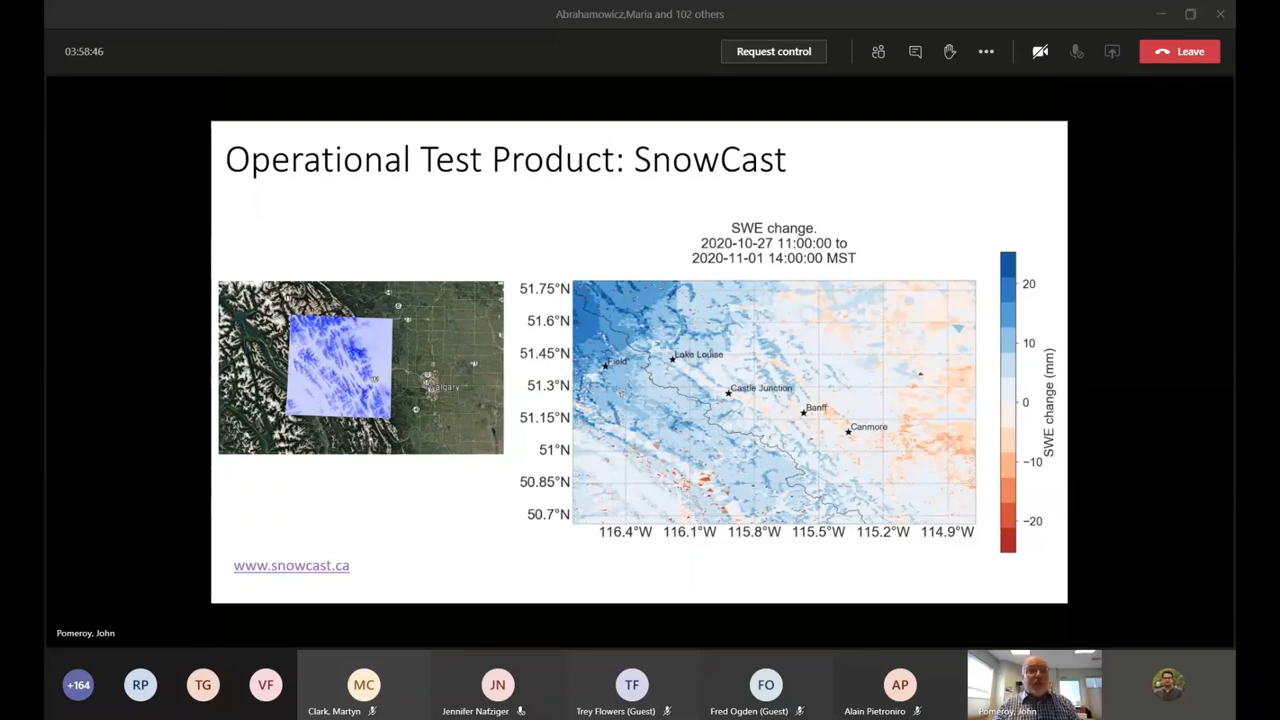 Abrahamowicz,Maria and 102 others
03:58:46
Request control
Leave
Operational Test Product: SnowCast
SWE change.
2020-10-27 11:00:00 to
2020-11-01 14:00:00 MST
51.75°N
51.6°N
51.45°N
51.3°N
51.15°N
51°N
50.85°N
50.7°N
Field
Lake Louise
Castle Junction
Banff
Canmore
116.4°W 116.1°W 115.8°W 115.5°W 115.2°W 114.9°W
20
10
0
−10
−20
SWE change (mm)
Calgary
www.snowcast.ca
Pomeroy, John
+164
RP
TG
VF
MC
Clark, Martyn
JN
Jennifer Nafziger
TF
Trey Flowers (Guest)
FO
Fred Ogden (Guest)
AP
Alain Pietroniro
Pomeroy, John